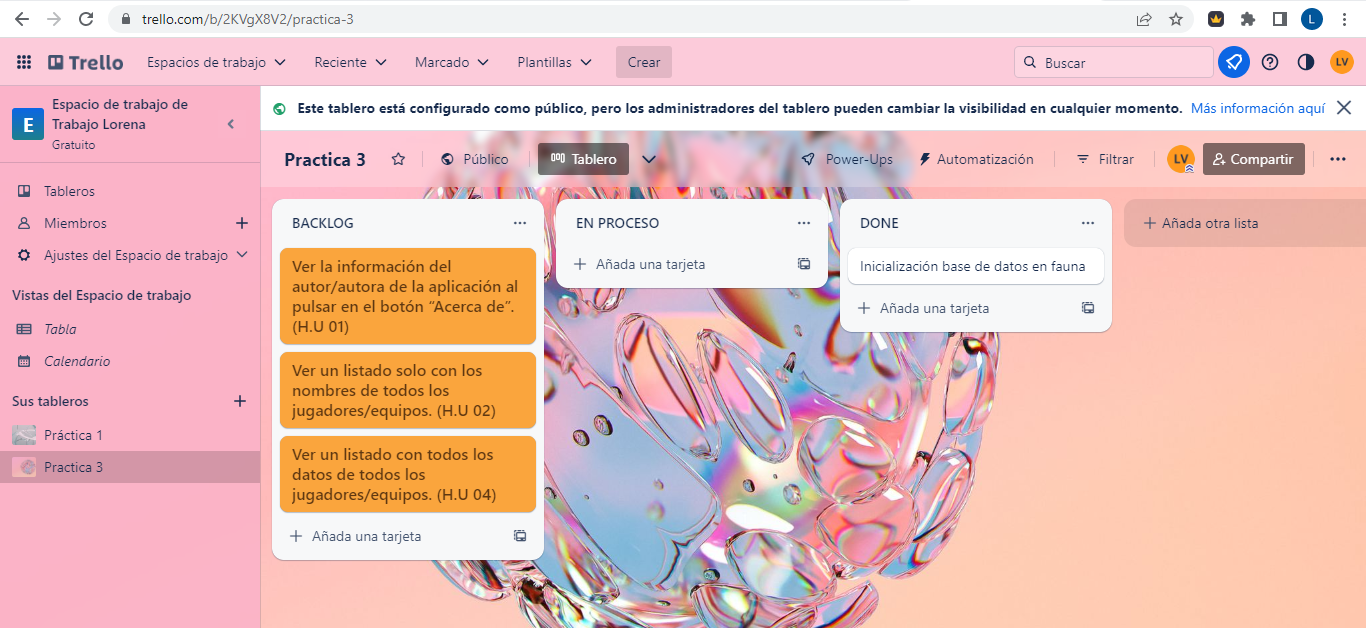 trello.com/b/2KVgX8V2/practica-3
L
Trello
Espacios de trabajo
Reciente
Marcado
Plantillas
Crear
Buscar
LV
E
Espacio de trabajo de
Trabajo Lorena
Gratuito
Este tablero está configurado como público, pero los administradores del tablero pueden cambiar la visibilidad en cualquier momento. Más información aquí
Practica 3
Público
Tablero
Power-Ups
Automatización
Filtrar
LV
Compartir
Tableros
Miembros
Ajustes del Espacio de trabajo
Vistas del Espacio de trabajo
Tabla
Calendario
Sus tableros
Práctica 1
Practica 3
BACKLOG
Ver la información del
autor/autora de la aplicación al
pulsar en el botón “Acerca de”.
(H.U 01)
Ver un listado solo con los
nombres de todos los
jugadores/equipos. (H.U 02)
Ver un listado con todos los
datos de todos los
jugadores/equipos. (H.U 04)
Añada una tarjeta
EN PROCESO
Añada una tarjeta
DONE
Inicialización base de datos en fauna
Añada una tarjeta
Añada otra lista